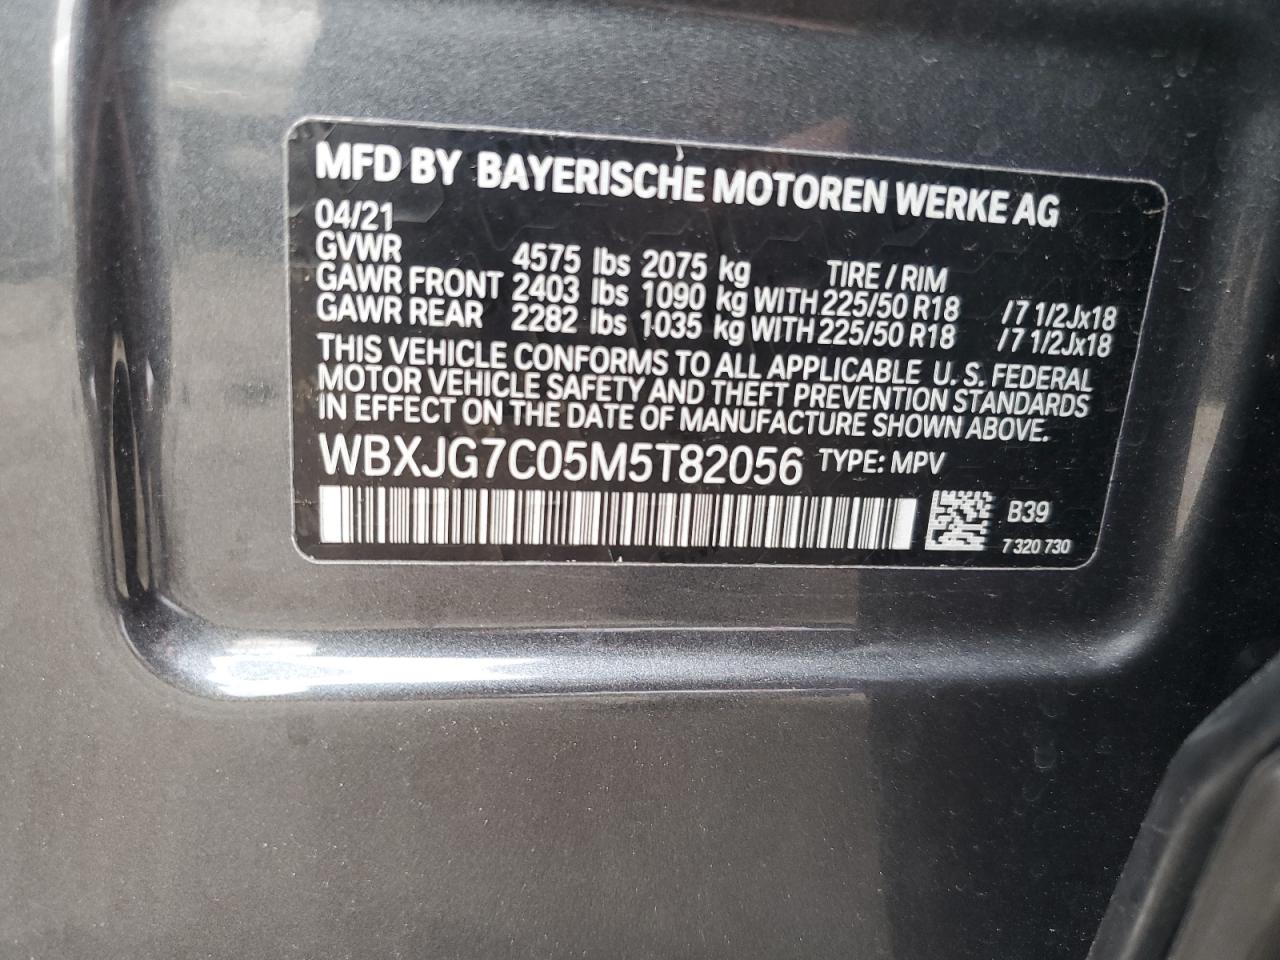 MFD BY BAYERISCHE MOTOREN WERKE AG
04/21
GVWR 4575 lbs 2075 kg TIRE / RIM
GAWR FRONT 2403 lbs 1090 kg WITH 225/50 R18 /7 1/2Jx18
GAWR REAR 2282 lbs 1035 kg WITH 225/50 R18 /7 1/2Jx18
THIS VEHICLE CONFORMS TO ALL APPLICABLE U. S. FEDERAL
MOTOR VEHICLE SAFETY AND THEFT PREVENTION STANDARDS
IN EFFECT ON THE DATE OF MANUFACTURE SHOWN ABOVE.
WBXJG7C05M5T82056 TYPE: MPV
B39
7 320 730